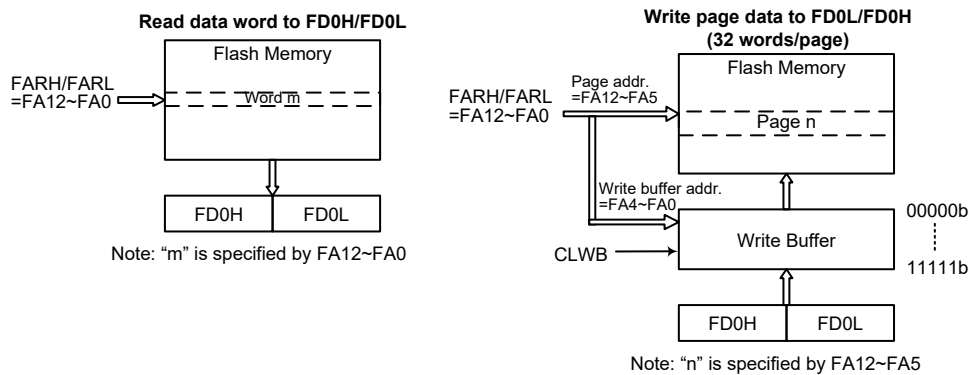 Read data word to FD0H/FD0L
Flash Memory
FARH/FARL
=FA12~FA0
Word m
FD0H
FD0L
Note: “m” is specified by FA12~FA0
Write page data to FD0L/FD0H
(32 words/page)
Flash Memory
Page addr.
=FA12~FA5
FARH/FARL
=FA12~FA0
Page n
Write buffer addr.
=FA4~FA0
Write Buffer
CLWB
00000b
11111b
FD0H
FD0L
Note: “n” is specified by FA12~FA5